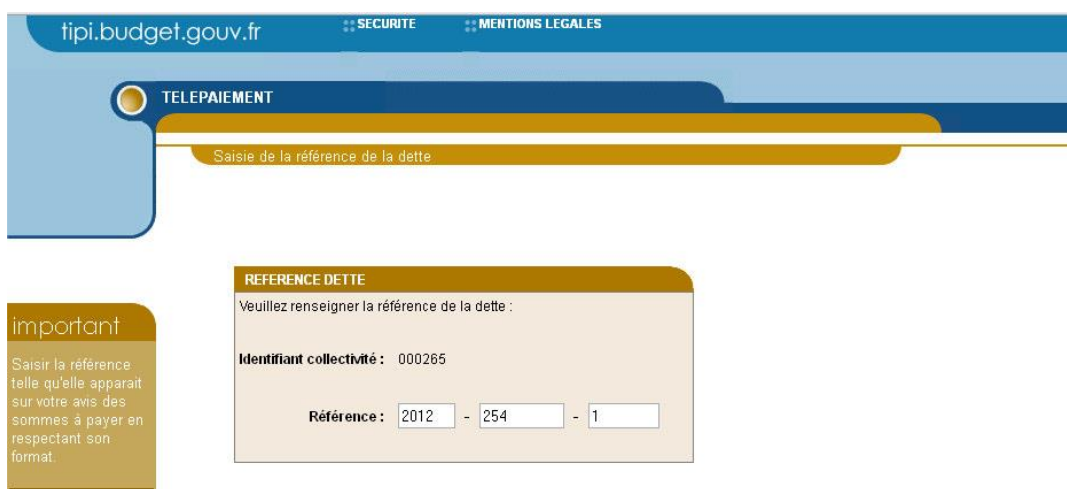 tipi.budget.gouv.fr
SECURITE
MENTIONS LEGALES
TELEPAIEMENT
Saisie de la référence de la dette
REFERENCE DETTE
Veuillez renseigner la référence de la dette :
Identifiant collectivité : 000265
Référence : 2012 - 254 - 1
important
Saisir la référence
telle qu'elle apparait
sur votre avis des
sommes à payer en
respectant son
format.